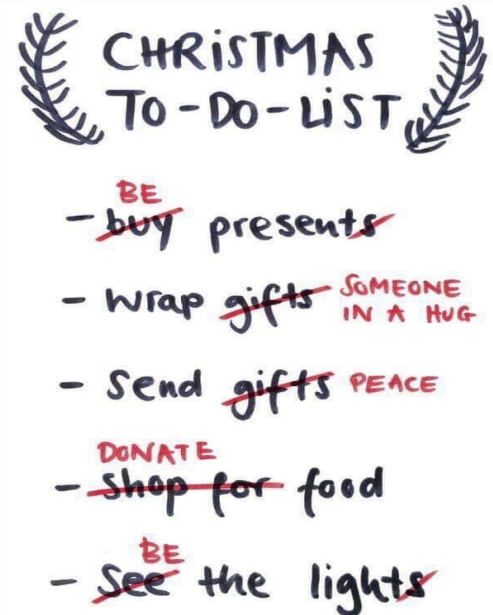 CHRISTMAS
TO-DO-LIST
BE
- buy presents
- wrap gifts SOMEONE
IN A HUG
- Send gifts PEACE
DONATE
- shop for food
BE
- See the lights